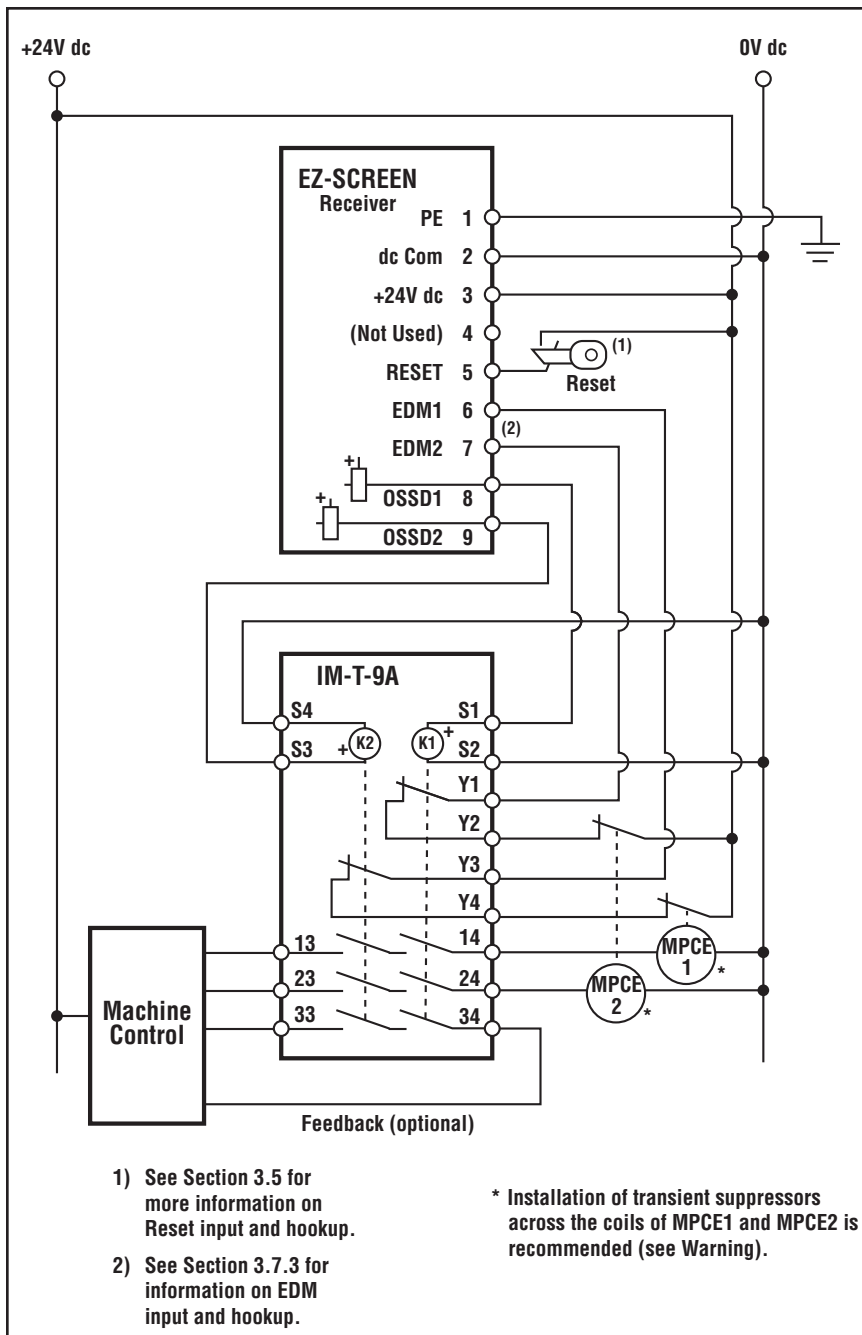 +24V dc
0V dc
EZ-SCREEN
Receiver
PE 1
dc Com 2
+24V dc 3
(Not Used) 4
(1)
RESET 5
Reset
EDM1 6
(2)
EDM2 7
+
OSSD1 8
+
OSSD2 9
IM-T-9A
S4 S1
K2 K1 +
S3 + S2
Y1
Y2
Y3
Y4
13 14
MPCE
1 *
23 24
MPCE
2 *
33 34
Machine
Control
Feedback (optional)
1) See Section 3.5 for
more information on
Reset input and hookup.
2) See Section 3.7.3 for
information on EDM
input and hookup.
* Installation of transient suppressors
across the coils of MPCE1 and MPCE2 is
recommended (see Warning).